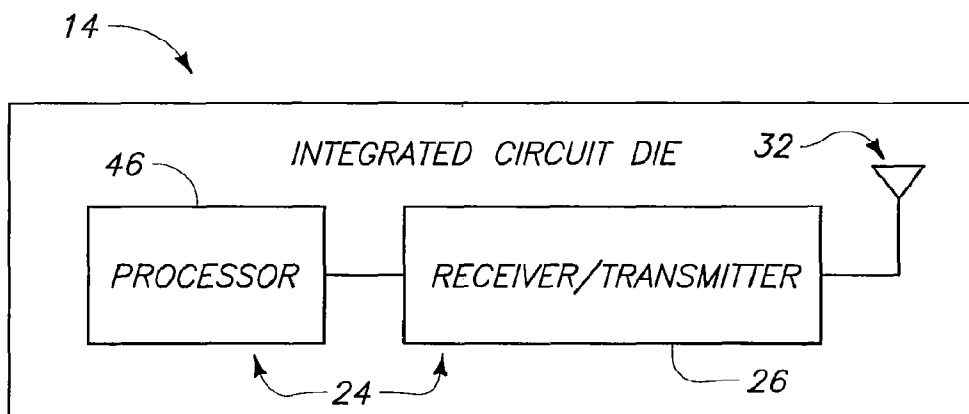 14
INTEGRATED CIRCUIT DIE
32
46
PROCESSOR
RECEIVER/TRANSMITTER
24
26